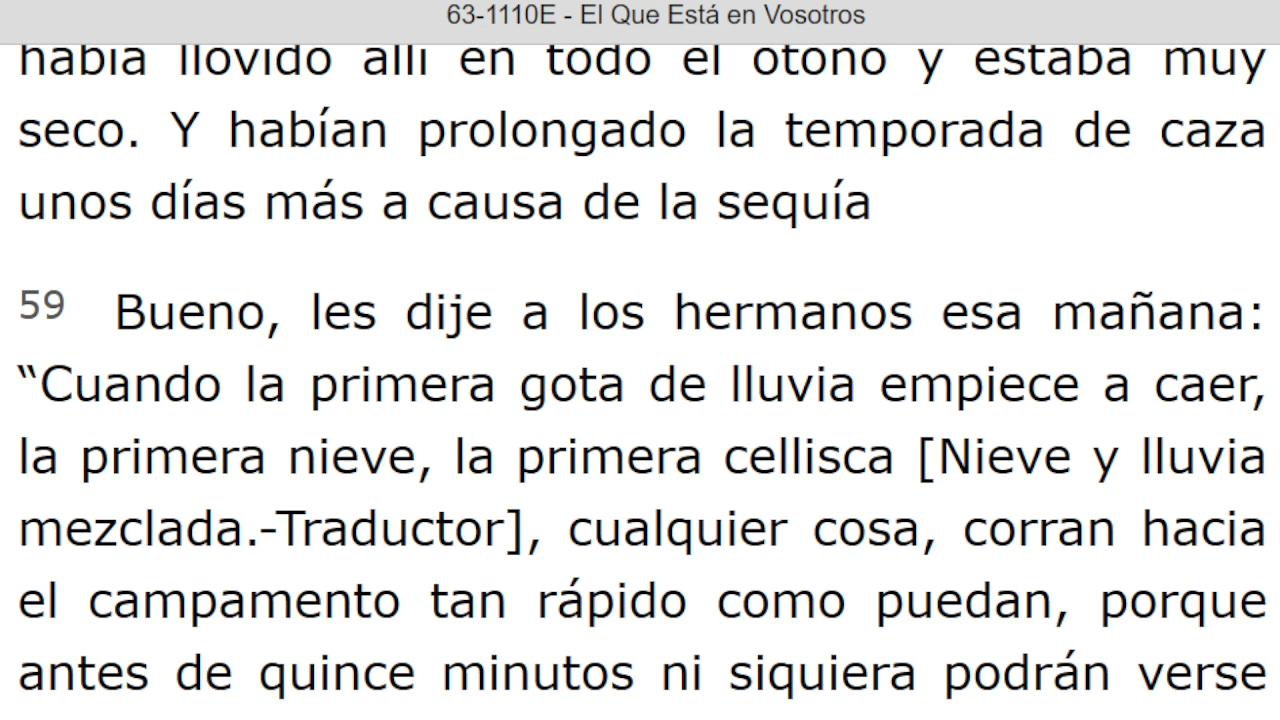 63-1110E - El Que Está en Vosotros
había llovido allí en todo el otoño y estaba muy
seco. Y habían prolongado la temporada de caza
unos días más a causa de la sequía
59 Bueno, les dije a los hermanos esa mañana:
“Cuando la primera gota de lluvia empiece a caer,
la primera nieve, la primera cellisca [Nieve y lluvia
mezclada.-Traductor], cualquier cosa, corran hacia
el campamento tan rápido como puedan, porque
antes de quince minutos ni siquiera podrán verse